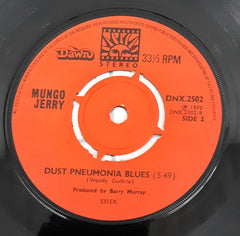 Dawn
STEREO
33⅓ RPM
MUNGO
JERRY
DNX.2502
℗ 1970
DNX.2502.B
SIDE 2
DUST PNEUMONIA BLUES (5.49)
(Woody Guthrie)
Produced by Barry Murray
ESSEX